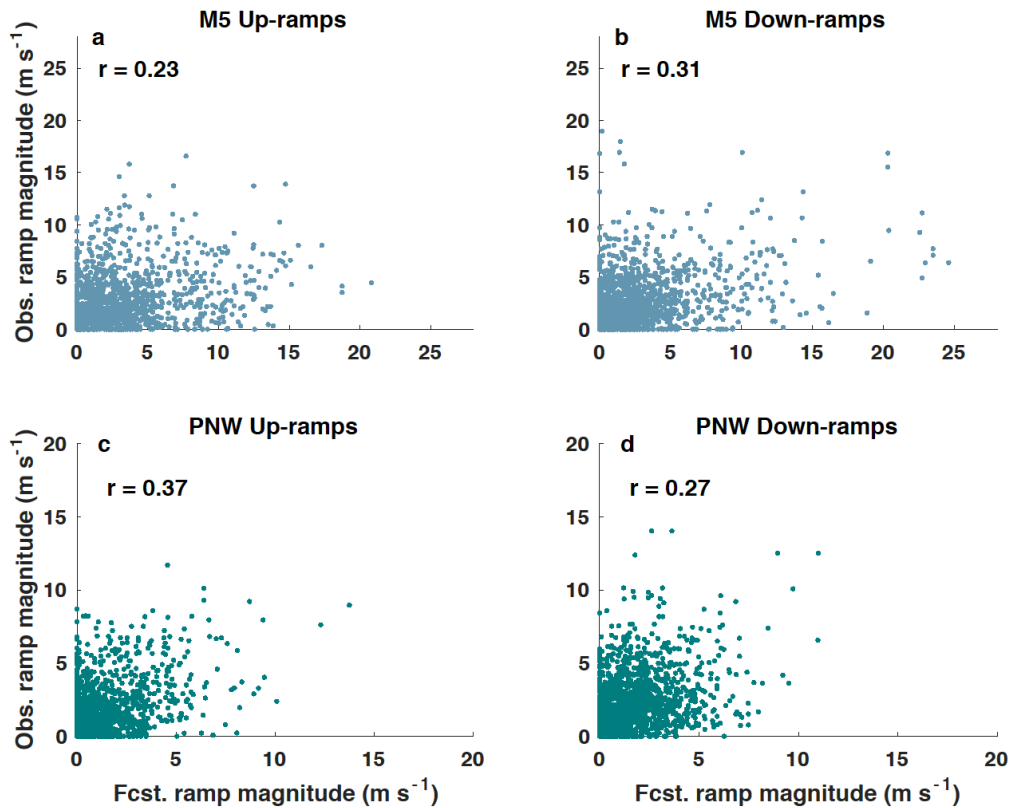 M5 Up-ramps
a
r = 0.23
Obs. ramp magnitude (m s⁻¹)
25
20
15
10
5
0
0 5 10 15 20 25
M5 Down-ramps
b
r = 0.31
25
20
15
10
5
0
0 5 10 15 20 25
PNW Up-ramps
c
r = 0.37
Obs. ramp magnitude (m s⁻¹)
20
15
10
5
0
0 5 10 15 20
Fcst. ramp magnitude (m s⁻¹)
PNW Down-ramps
d
r = 0.27
20
15
10
5
0
0 5 10 15 20
Fcst. ramp magnitude (m s⁻¹)